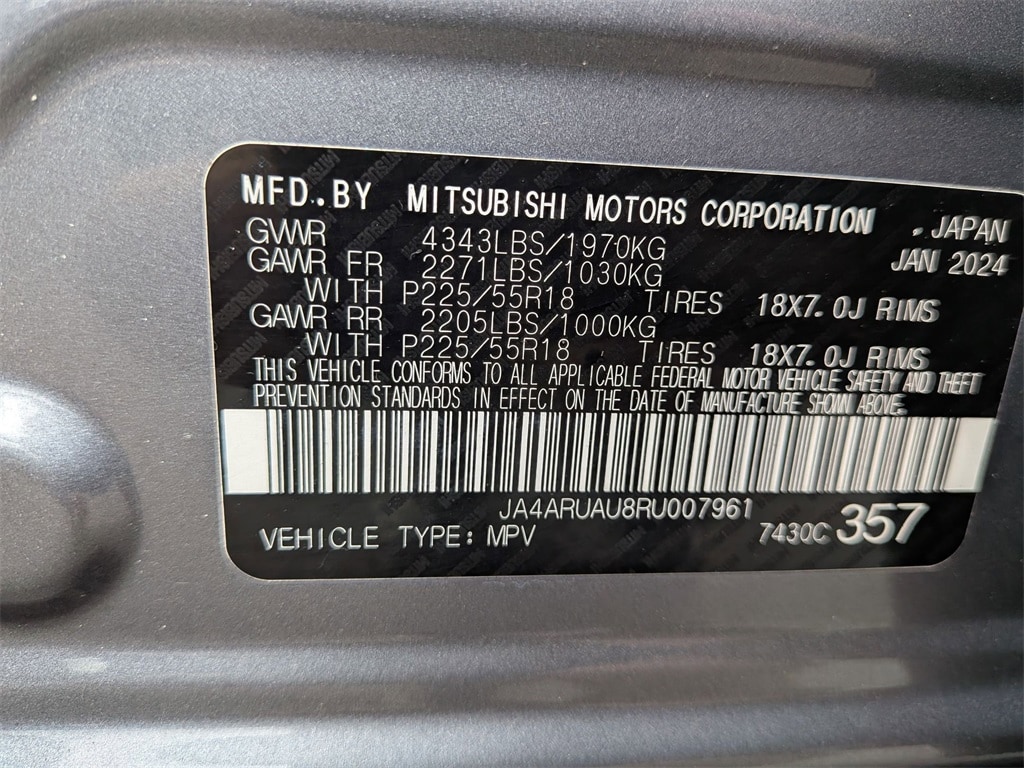 MFD. BY MITSUBISHI MOTORS CORPORATION , JAPAN
GVWR 4343LBS/1970KG JAN 2024
GAWR FR 2271LBS/1030KG
WITH P225/55R18 TIRES 18X7.0J RIMS
GAWR RR 2205LBS/1000KG
WITH P225/55R18 TIRES 18X7.0J RIMS
THIS VEHICLE CONFORMS TO ALL APPLICABLE FEDERAL MOTOR VEHICLE SAFETY AND THEFT
PREVENTION STANDARDS IN EFFECT ON THE DATE OF MANUFACTURE SHOWN ABOVE.
JA4ARUAU8RU007961
VEHICLE TYPE: MPV 7430C 357